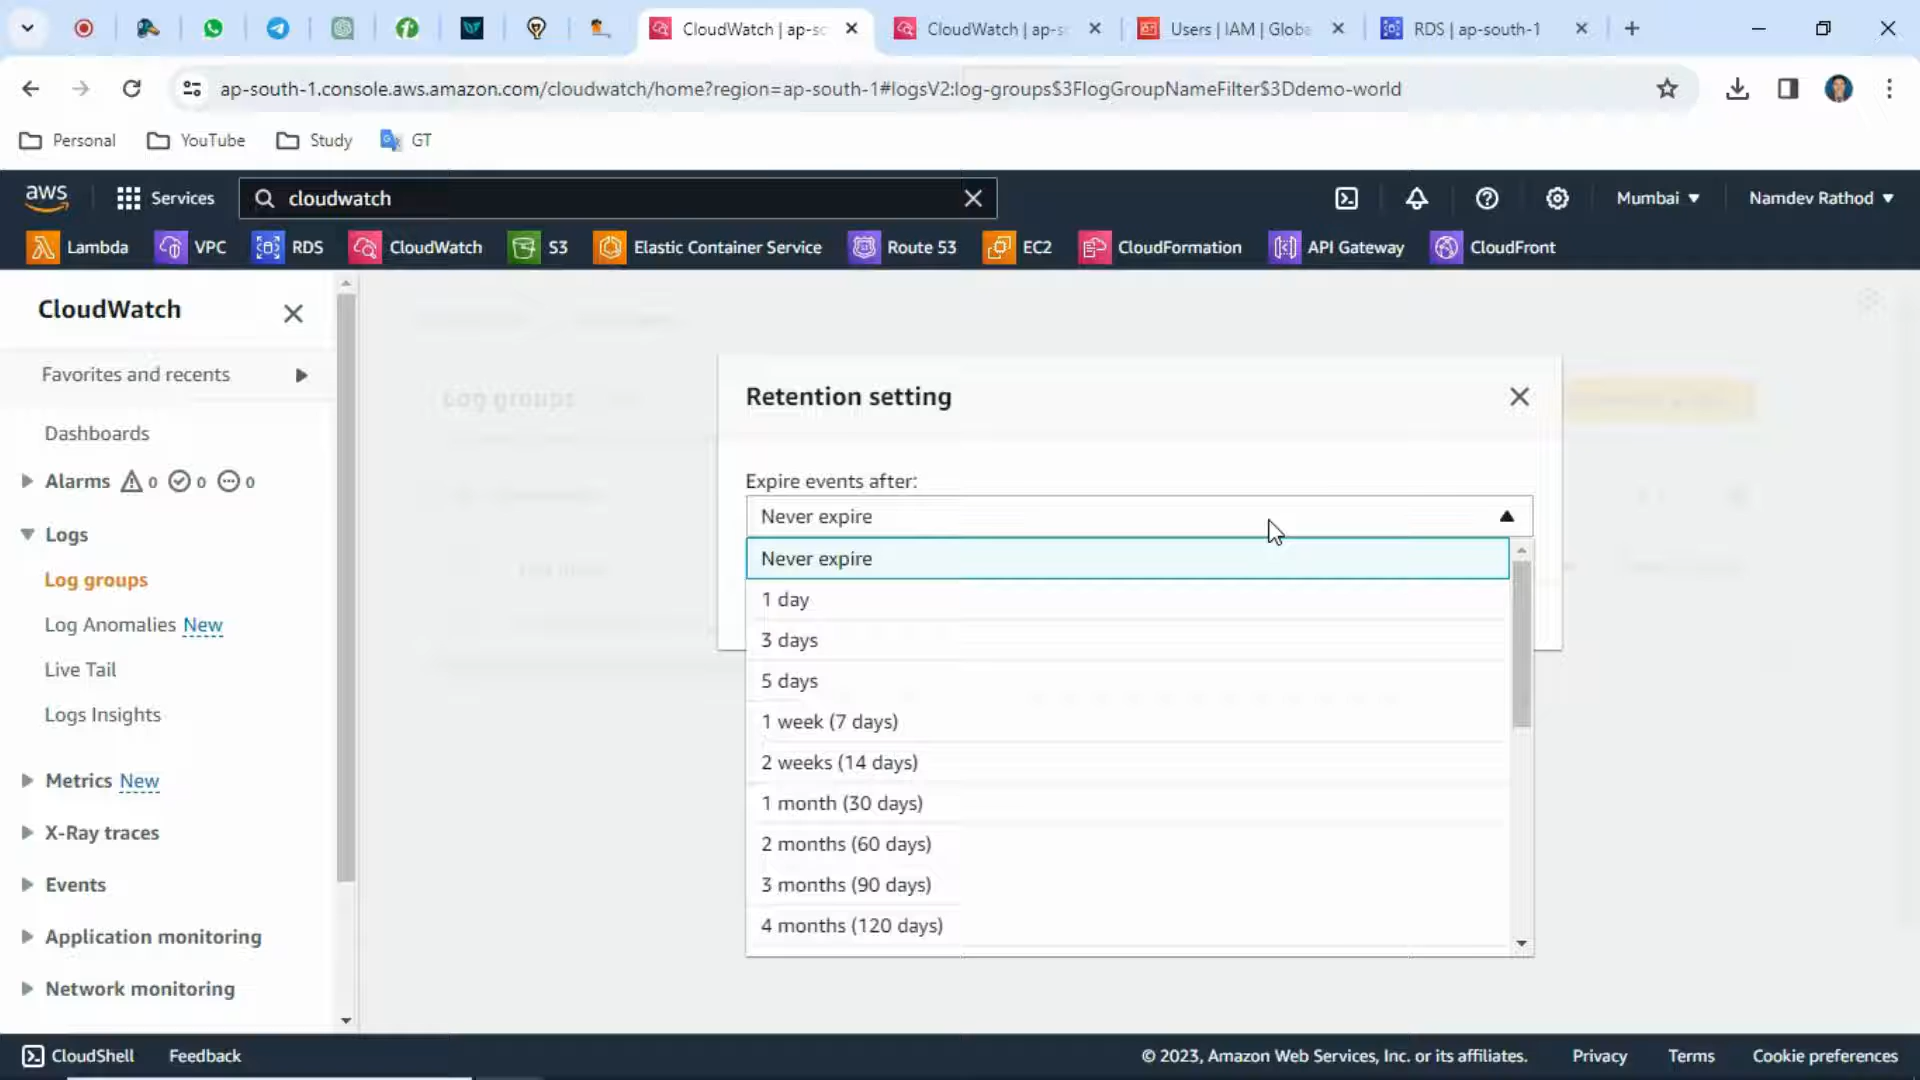 CloudWatch | ap-sc
CloudWatch | ap-s
Users | IAM | Globa
RDS | ap-south-1
ap-south-1.console.aws.amazon.com/cloudwatch/home?region=ap-south-1#logsV2:log-groups$3FlogGroupNameFilter$3Ddemo-world
Personal
YouTube
Study
GT
aws
Services
cloudwatch
Mumbai
Namdev Rathod
Lambda
VPC
RDS
CloudWatch
S3
Elastic Container Service
Route 53
EC2
CloudFormation
API Gateway
CloudFront
CloudWatch
Favorites and recents
Dashboards
Alarms 0 0 0
Logs
Log groups
Log Anomalies New
Live Tail
Logs Insights
Metrics New
X-Ray traces
Events
Application monitoring
Network monitoring
Log groups
Retention setting
Expire events after:
Never expire
Never expire
1 day
3 days
5 days
1 week (7 days)
2 weeks (14 days)
1 month (30 days)
2 months (60 days)
3 months (90 days)
4 months (120 days)
CloudShell
Feedback
© 2023, Amazon Web Services, Inc. or its affiliates.
Privacy
Terms
Cookie preferences